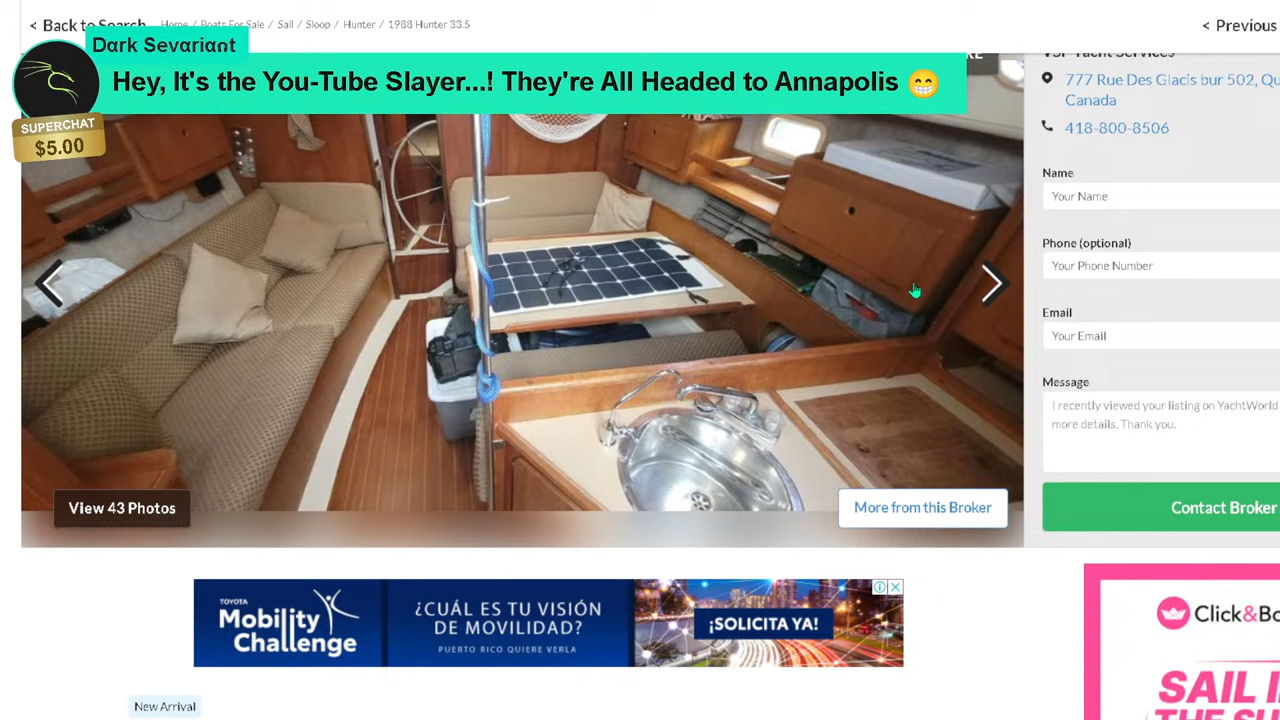 < Back to Search
Home / Boats For Sale / Sail / Sloop / Hunter / 1988 Hunter 33.5
< Previous
Dark Sevariant
Hey, It's the You-Tube Slayer...! They're All Headed to Annapolis 😁
SUPERCHAT
$5.00
777 Rue Des Glacis bur 502, Qu
Canada
418-800-8506
Name
Your Name
Phone (optional)
Your Phone Number
Email
Your Email
Message
I recently viewed your listing on YachtWorld
more details. Thank you.
Contact Broker
View 43 Photos
More from this Broker
TOYOTA
Mobility
Challenge
¿CUÁL ES TU VISIÓN
DE MOVILIDAD?
PUERTO RICO QUIERE VERLA
¡SOLICITA YA!
Click&Bo
SAIL I
THE SU
New Arrival